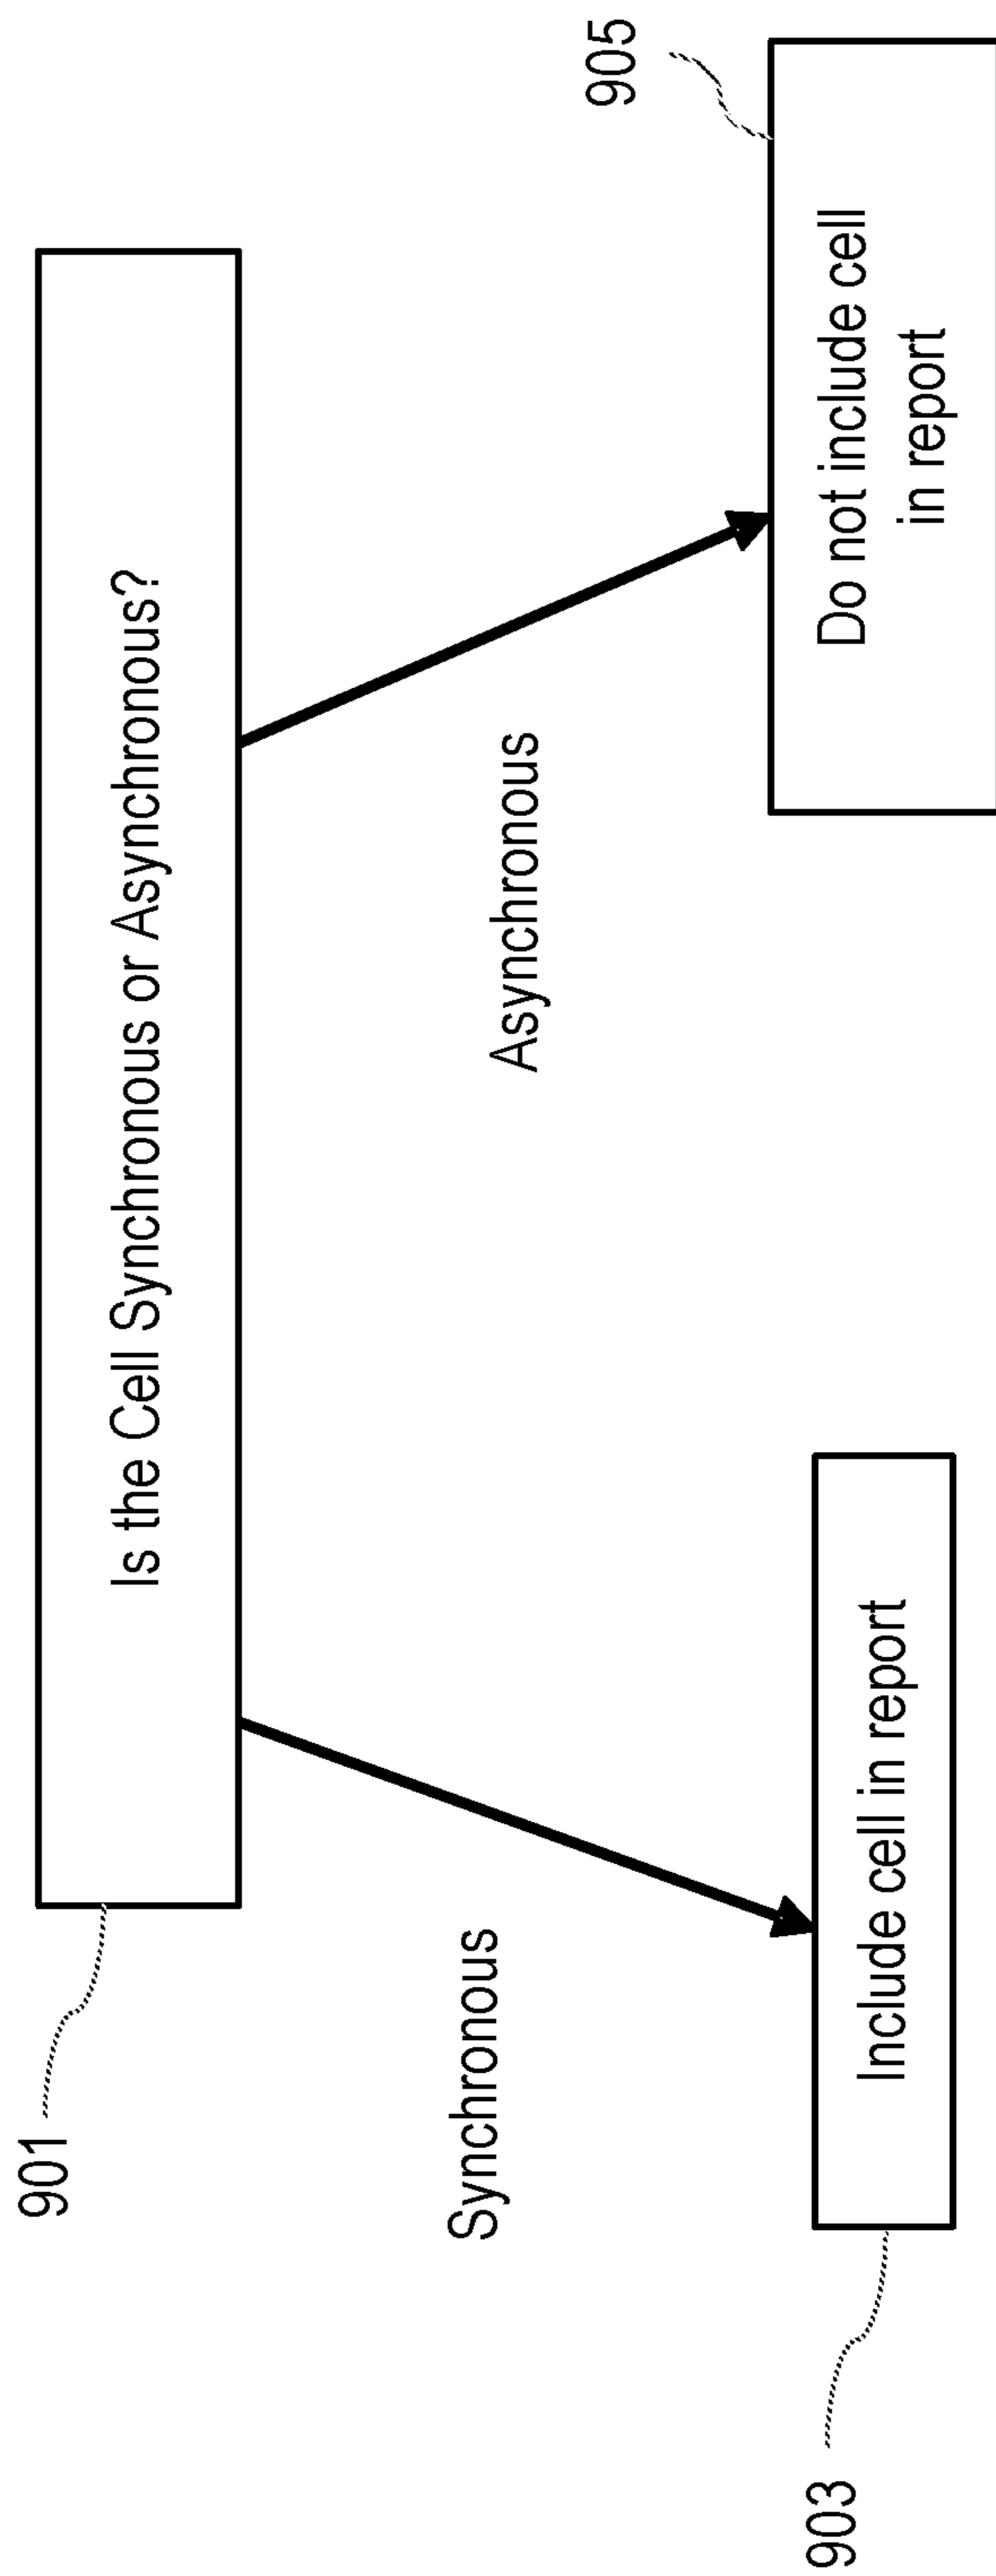 901
Is the Cell Synchronous or Asynchronous?
Synchronous
Asynchronous
903
Include cell in report
905
Do not include cell
in report